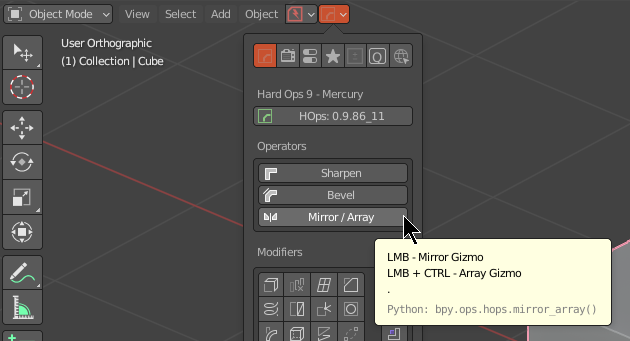 Object Mode View Select Add Object
User Orthographic
(1) Collection | Cube
Hard Ops 9 - Mercury
HOps: 0.9.86_11
Operators
Sharpen
Bevel
Mirror / Array
Modifiers
LMB - Mirror Gizmo
LMB + CTRL - Array Gizmo
.
Python: bpy.ops.hops.mirror_array()